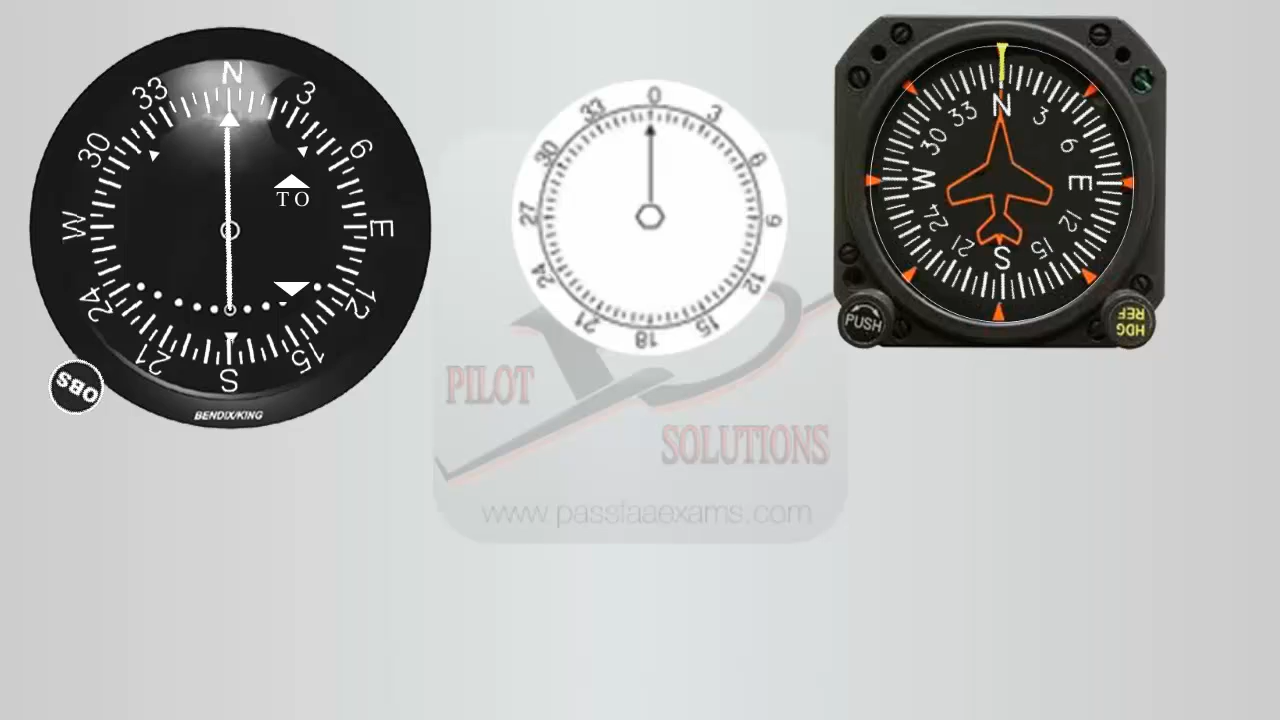 N
3
6
E
12
15
S
21
24
W
30
33
TO
OBS
BENDIX/KING
0
3
6
9
12
15
18
21
24
27
30
33
N
3
6
E
12
15
S
21
24
W
30
33
PUSH
HDG
REF
PILOT
SOLUTIONS
www.passfaaexams.com